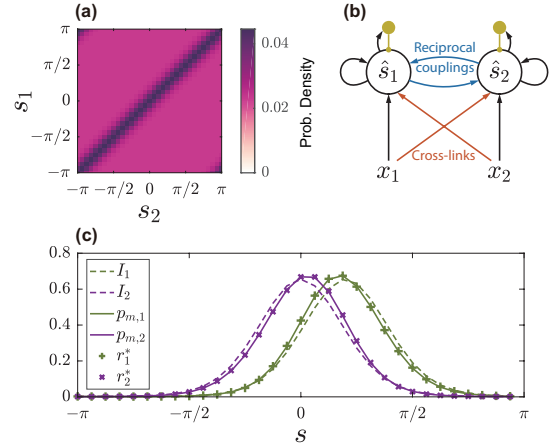 (a)
π
π/2
0
−π/2
−π
s₁
−π −π/2 0 π/2 π
s₂
0.04
0.02
0
Prob. Density
(b)
Reciprocal
couplings
ŝ₁ ŝ₂
Cross-links
x₁ x₂
(c)
0.8
0.6
0.4
0.2
0
I₁
I₂
pₘ,₁
pₘ,₂
r₁*
r₂*
−π −π/2 0 π/2 π
s